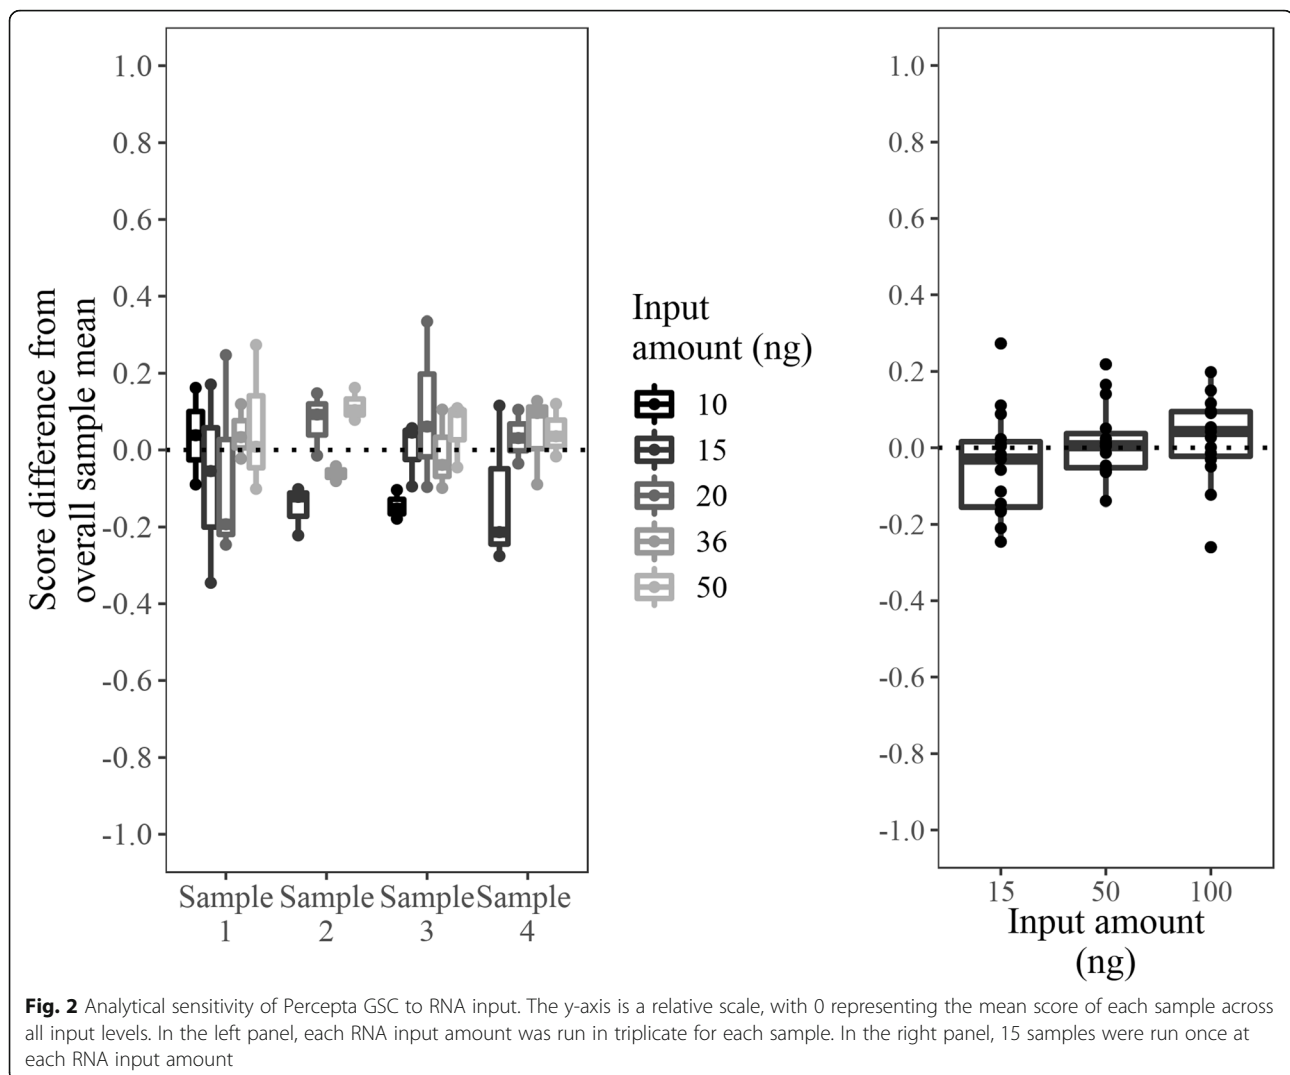 Score difference from
overall sample mean
1.0
0.8
0.6
0.4
0.2
0.0
-0.2
-0.4
-0.6
-0.8
-1.0
Sample Sample Sample Sample
1 2 3 4
Input
amount (ng)
10
15
20
36
50
1.0
0.8
0.6
0.4
0.2
0.0
-0.2
-0.4
-0.6
-0.8
-1.0
15 50 100
Input amount
(ng)
Fig. 2 Analytical sensitivity of Percepta GSC to RNA input. The y-axis is a relative scale, with 0 representing the mean score of each sample across
all input levels. In the left panel, each RNA input amount was run in triplicate for each sample. In the right panel, 15 samples were run once at
each RNA input amount